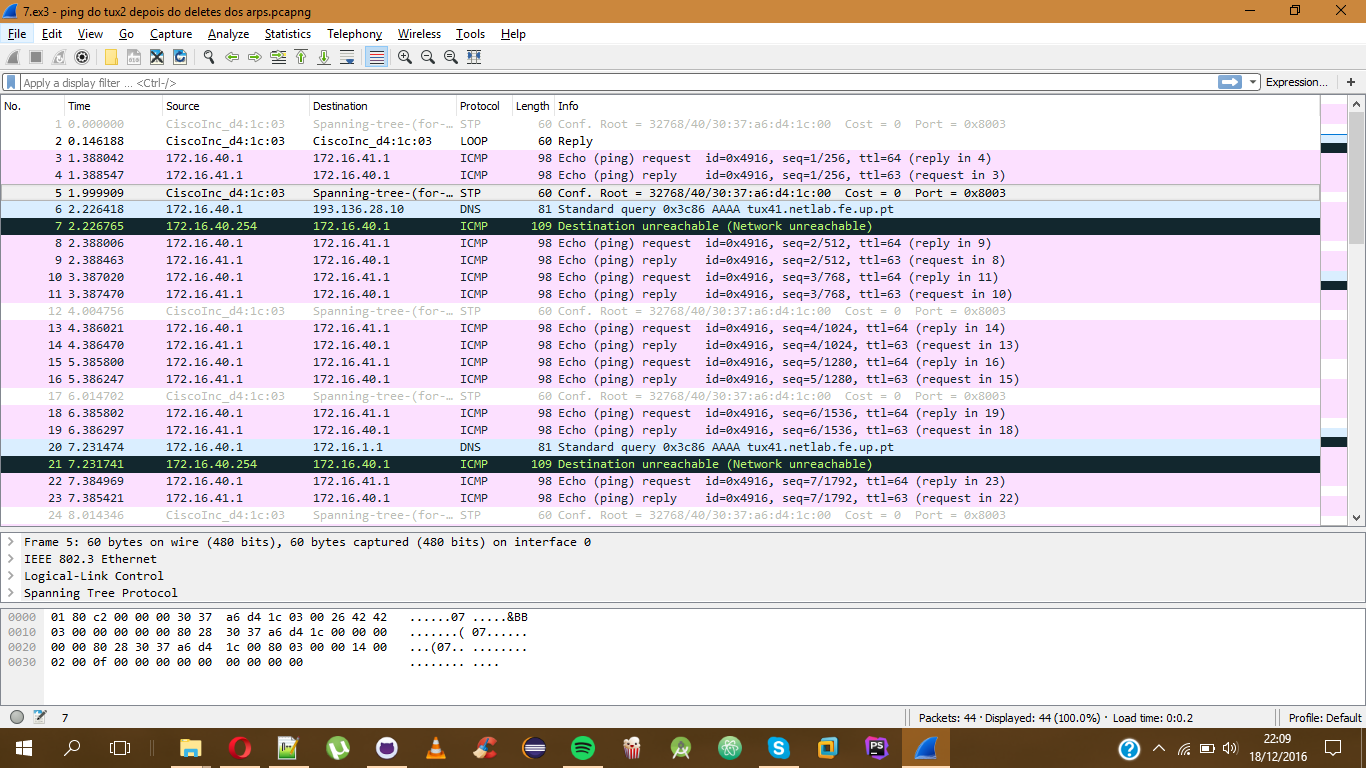 7.ex3 - ping do tux2 depois do deletes dos arps.pcapng
File Edit View Go Capture Analyze Statistics Telephony Wireless Tools Help
Apply a display filter ... <Ctrl-/> Expression... +
No. Time Source Destination Protocol Length Info
1 0.000000 CiscoInc_d4:1c:03 Spanning-tree-(for-… STP 60 Conf. Root = 32768/40/30:37:a6:d4:1c:00 Cost = 0 Port = 0x8003
2 0.146188 CiscoInc_d4:1c:03 CiscoInc_d4:1c:03 LOOP 60 Reply
3 1.388042 172.16.40.1 172.16.41.1 ICMP 98 Echo (ping) request id=0x4916, seq=1/256, ttl=64 (reply in 4)
4 1.388547 172.16.41.1 172.16.40.1 ICMP 98 Echo (ping) reply id=0x4916, seq=1/256, ttl=63 (request in 3)
5 1.999909 CiscoInc_d4:1c:03 Spanning-tree-(for-… STP 60 Conf. Root = 32768/40/30:37:a6:d4:1c:00 Cost = 0 Port = 0x8003
6 2.226418 172.16.40.1 193.136.28.10 DNS 81 Standard query 0x3c86 AAAA tux41.netlab.fe.up.pt
7 2.226765 172.16.40.254 172.16.40.1 ICMP 109 Destination unreachable (Network unreachable)
8 2.388006 172.16.40.1 172.16.41.1 ICMP 98 Echo (ping) request id=0x4916, seq=2/512, ttl=64 (reply in 9)
9 2.388463 172.16.41.1 172.16.40.1 ICMP 98 Echo (ping) reply id=0x4916, seq=2/512, ttl=63 (request in 8)
10 3.387020 172.16.40.1 172.16.41.1 ICMP 98 Echo (ping) request id=0x4916, seq=3/768, ttl=64 (reply in 11)
11 3.387470 172.16.41.1 172.16.40.1 ICMP 98 Echo (ping) reply id=0x4916, seq=3/768, ttl=63 (request in 10)
12 4.004756 CiscoInc_d4:1c:03 Spanning-tree-(for-… STP 60 Conf. Root = 32768/40/30:37:a6:d4:1c:00 Cost = 0 Port = 0x8003
13 4.386021 172.16.40.1 172.16.41.1 ICMP 98 Echo (ping) request id=0x4916, seq=4/1024, ttl=64 (reply in 14)
14 4.386470 172.16.41.1 172.16.40.1 ICMP 98 Echo (ping) reply id=0x4916, seq=4/1024, ttl=63 (request in 13)
15 5.385800 172.16.40.1 172.16.41.1 ICMP 98 Echo (ping) request id=0x4916, seq=5/1280, ttl=64 (reply in 16)
16 5.386247 172.16.41.1 172.16.40.1 ICMP 98 Echo (ping) reply id=0x4916, seq=5/1280, ttl=63 (request in 15)
17 6.014702 CiscoInc_d4:1c:03 Spanning-tree-(for-… STP 60 Conf. Root = 32768/40/30:37:a6:d4:1c:00 Cost = 0 Port = 0x8003
18 6.385802 172.16.40.1 172.16.41.1 ICMP 98 Echo (ping) request id=0x4916, seq=6/1536, ttl=64 (reply in 19)
19 6.386297 172.16.41.1 172.16.40.1 ICMP 98 Echo (ping) reply id=0x4916, seq=6/1536, ttl=63 (request in 18)
20 7.231474 172.16.40.1 172.16.1.1 DNS 81 Standard query 0x3c86 AAAA tux41.netlab.fe.up.pt
21 7.231741 172.16.40.254 172.16.40.1 ICMP 109 Destination unreachable (Network unreachable)
22 7.384969 172.16.40.1 172.16.41.1 ICMP 98 Echo (ping) request id=0x4916, seq=7/1792, ttl=64 (reply in 23)
23 7.385421 172.16.41.1 172.16.40.1 ICMP 98 Echo (ping) reply id=0x4916, seq=7/1792, ttl=63 (request in 22)
24 8.014346 CiscoInc_d4:1c:03 Spanning-tree-(for-… STP 60 Conf. Root = 32768/40/30:37:a6:d4:1c:00 Cost = 0 Port = 0x8003
Frame 5: 60 bytes on wire (480 bits), 60 bytes captured (480 bits) on interface 0
IEEE 802.3 Ethernet
Logical-Link Control
Spanning Tree Protocol
0000 01 80 c2 00 00 00 30 37 a6 d4 1c 03 00 26 42 42 ......07 .....&BB
0010 03 00 00 00 00 00 80 28 30 37 a6 d4 1c 00 00 00 .......( 07......
0020 00 00 80 28 30 37 a6 d4 1c 00 80 03 00 00 14 00 ...(07.. ........
0030 02 00 0f 00 00 00 00 00 00 00 00 00 ........ ....
7 Packets: 44 · Displayed: 44 (100.0%) · Load time: 0:0.2 Profile: Default
22:09
18/12/2016